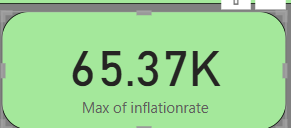 65.37K
Max of inflationrate